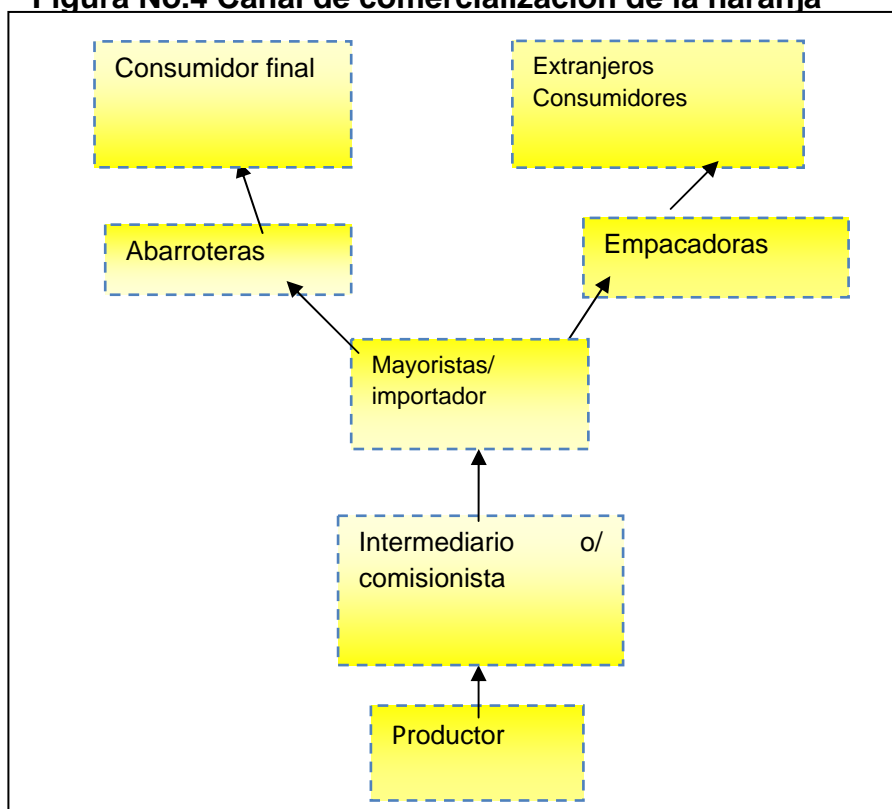 Figura No.4 Canal de comercialización de la naranja
Consumidor final
Extranjeros
Consumidores
Abarroteras
Empacadoras
Mayoristas/
importador
Intermediario o/
comisionista
Productor